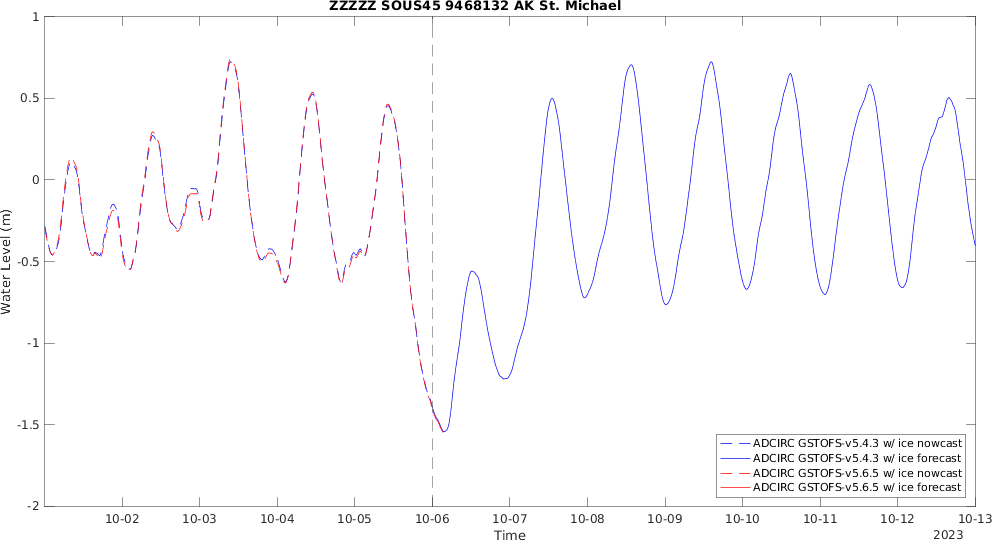 ZZZZZ SOUS45 9468132 AK St. Michael
Water Level (m)
1
0.5
0
-0.5
-1
-1.5
-2
10-02 10-03 10-04 10-05 10-06 10-07 10-08 10-09 10-10 10-11 10-12 10-13
Time
2023
ADCIRC GSTOFS-v5.4.3 w/ ice nowcast
ADCIRC GSTOFS-v5.4.3 w/ ice forecast
ADCIRC GSTOFS-v5.6.5 w/ ice nowcast
ADCIRC GSTOFS-v5.6.5 w/ ice forecast